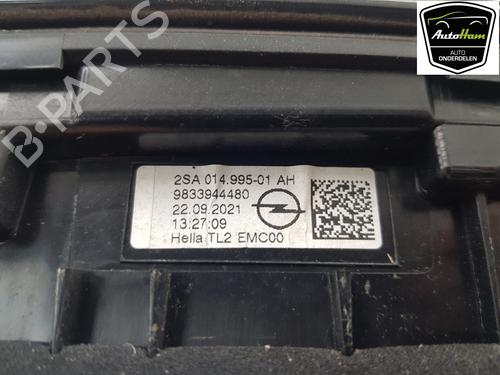 AutoHam
AUTO
ONDERDELEN
B-PARTS
2SA 014.995-01 AH
9833944480
22.09.2021
13:27:09
Hella TL2 EMC00